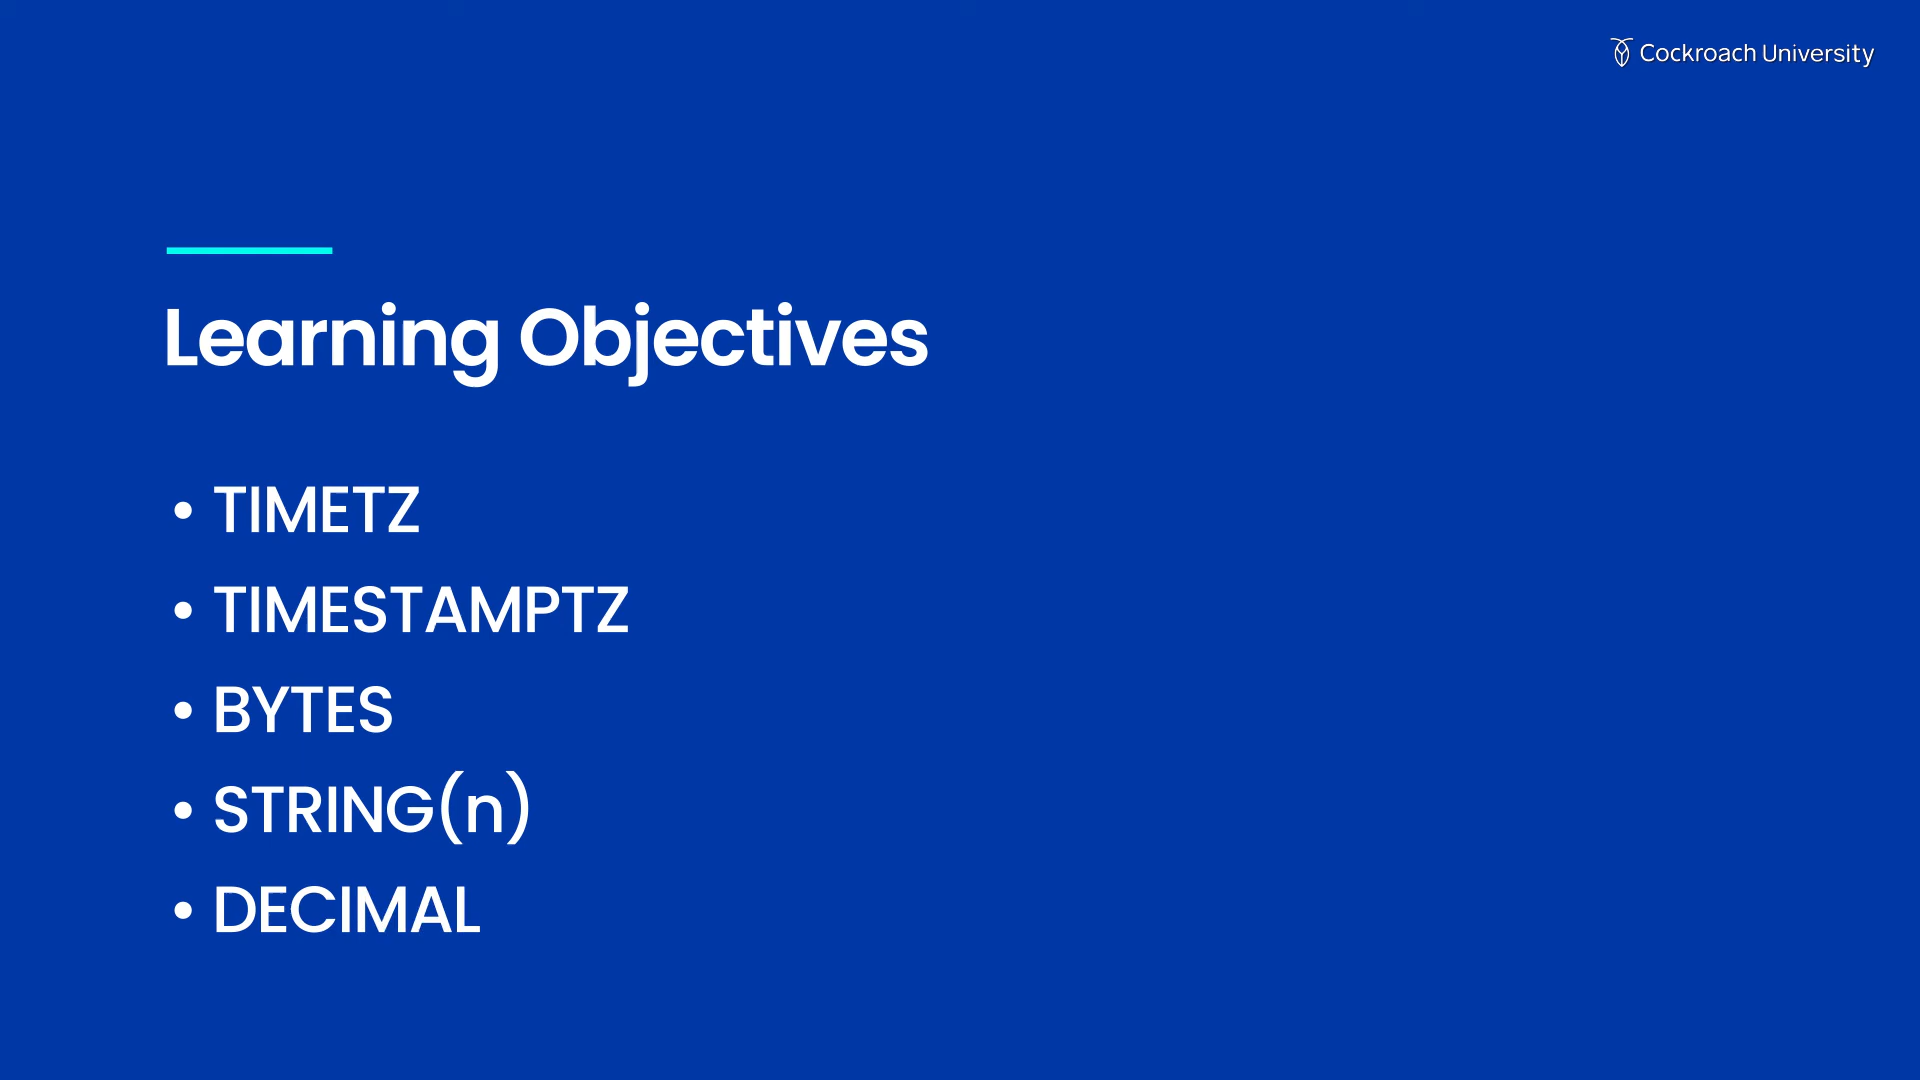 Cockroach University
Learning Objectives
• TIMETZ
• TIMESTAMPTZ
• BYTES
• STRING(n)
• DECIMAL